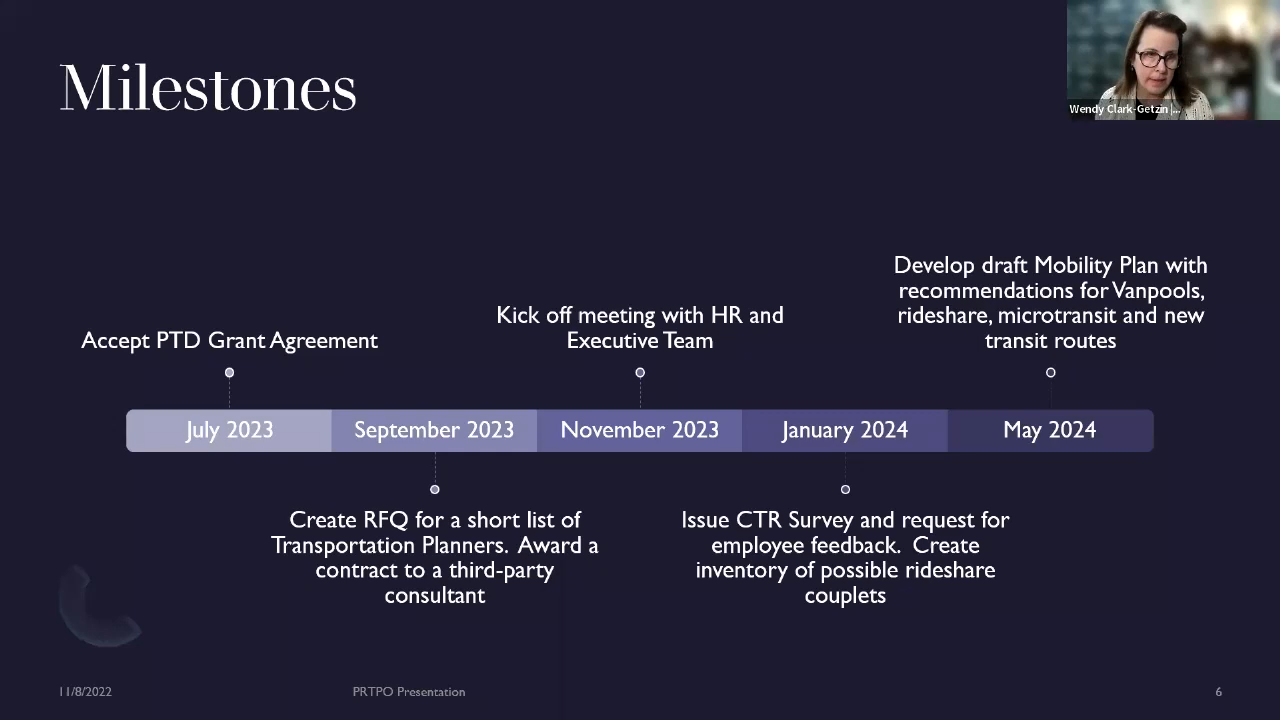 Milestones
Wendy Clark-Getzin |...
Develop draft Mobility Plan with
recommendations for Vanpools,
rideshare, microtransit and new
transit routes
Kick off meeting with HR and
Executive Team
Accept PTD Grant Agreement
July 2023
September 2023
November 2023
January 2024
May 2024
Create RFQ for a short list of
Transportation Planners.  Award a
contract to a third-party
consultant
Issue CTR Survey and request for
employee feedback.  Create
inventory of possible rideshare
couplets
11/8/2022
PRTPO Presentation
6